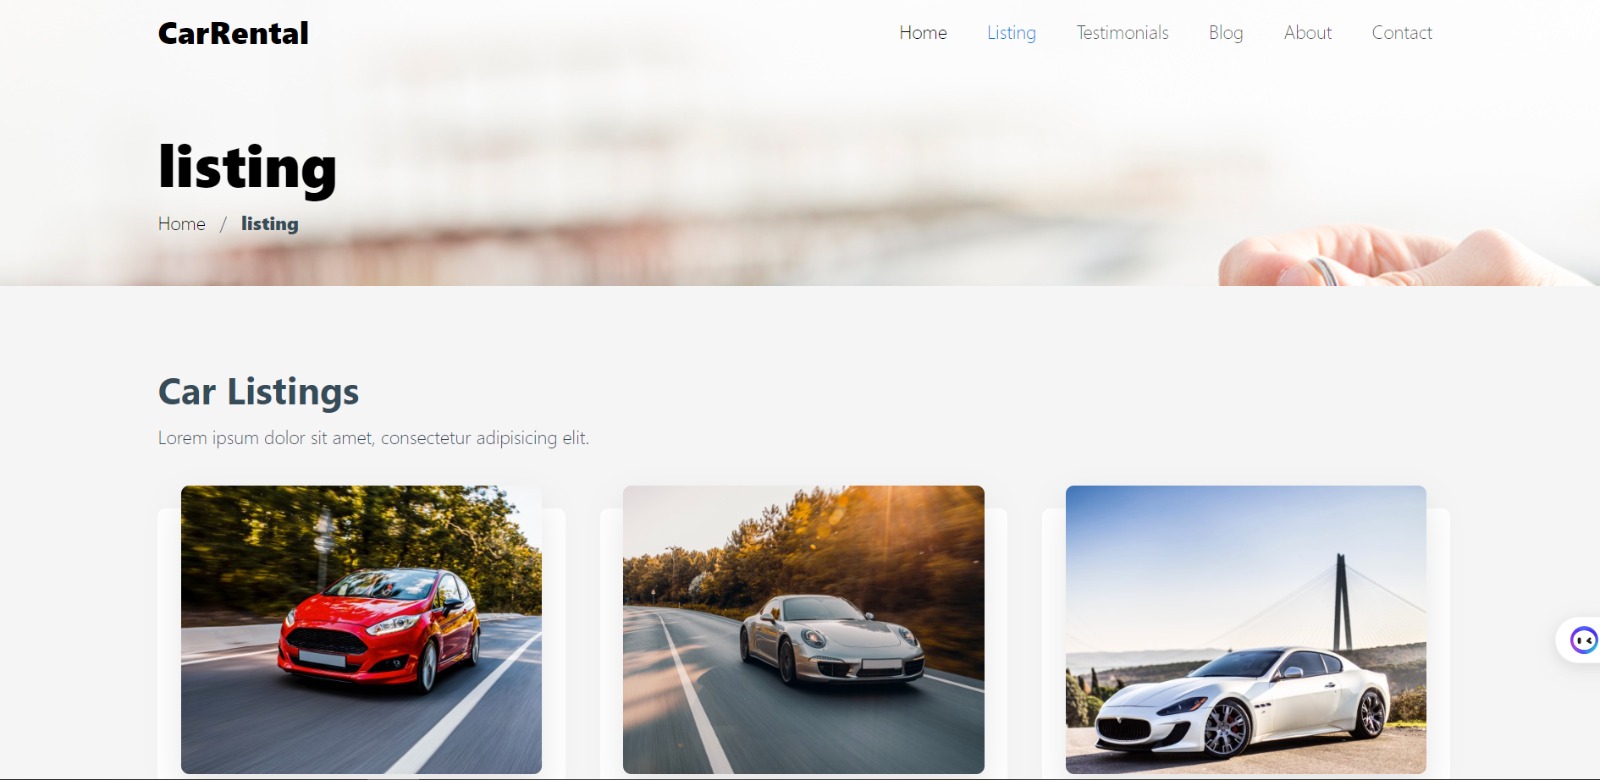 CarRental
Home Listing Testimonials Blog About Contact
listing
Home / listing
Car Listings
Lorem ipsum dolor sit amet, consectetur adipisicing elit.